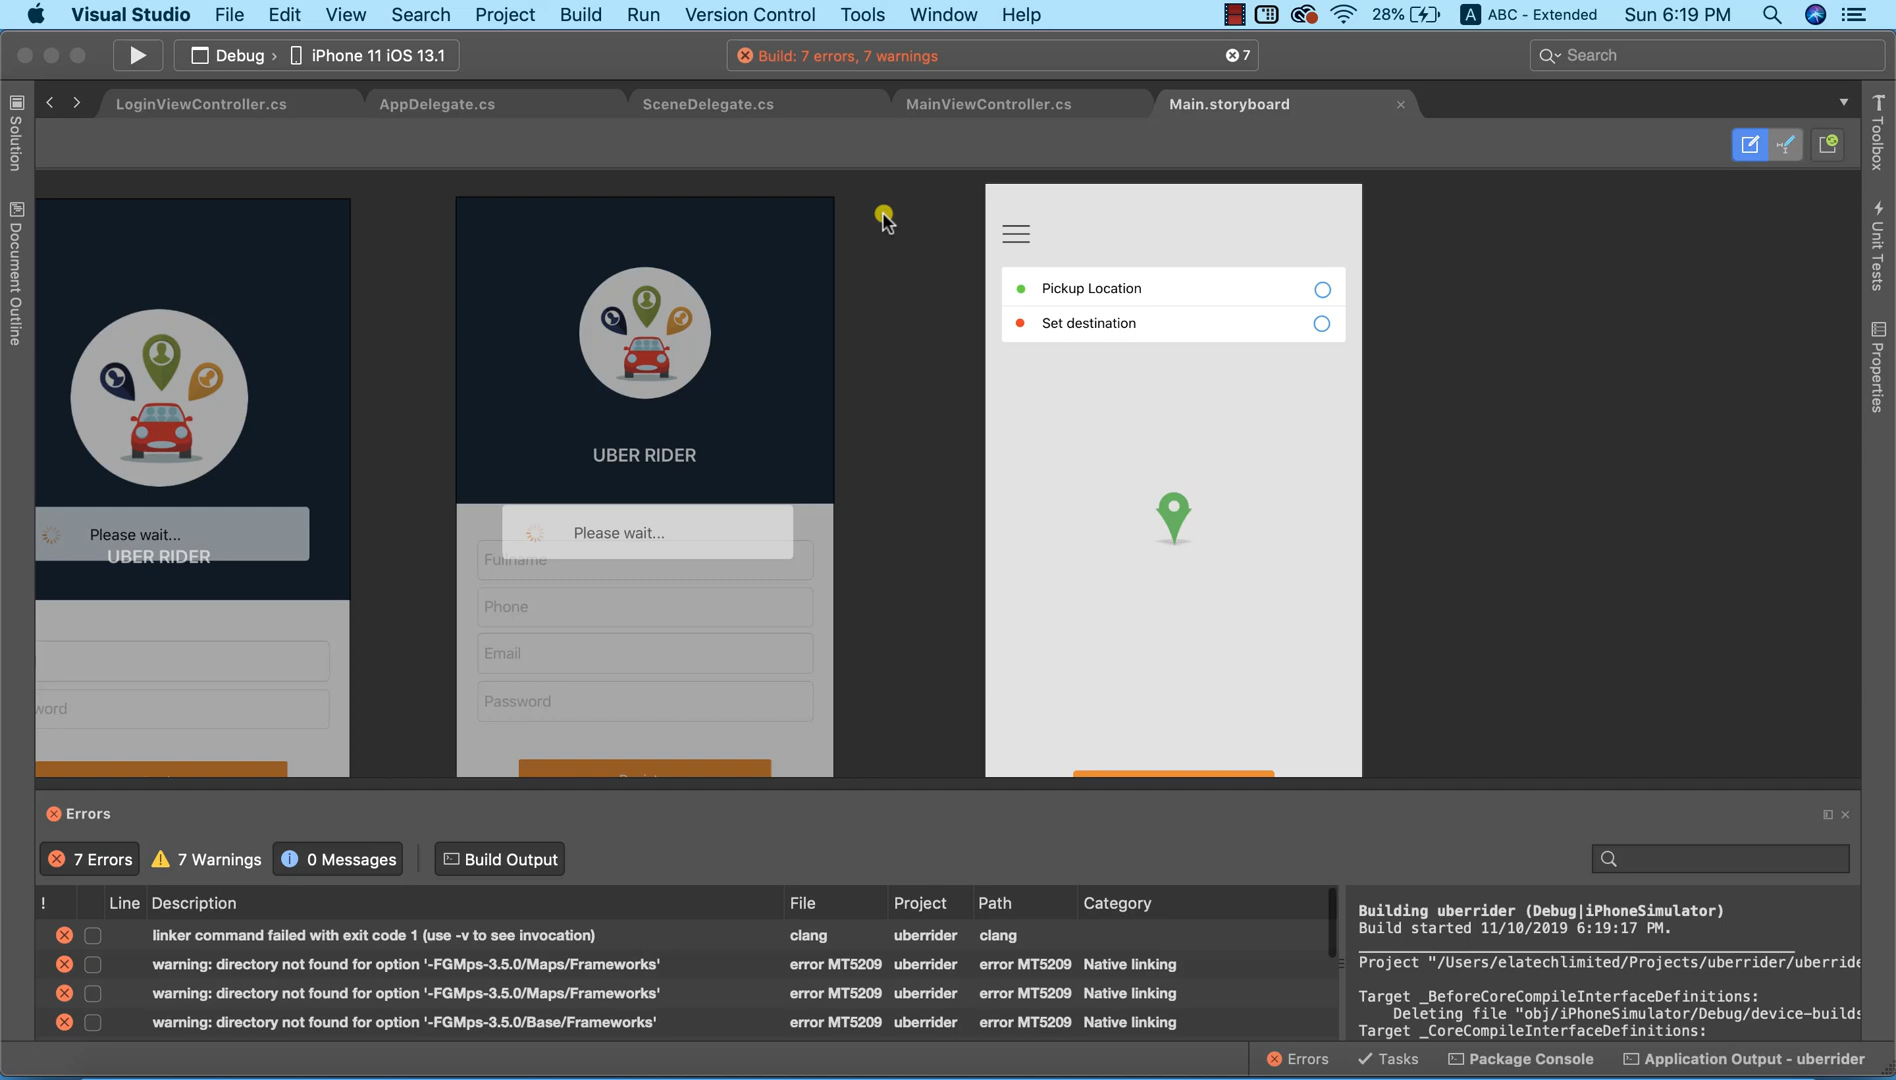 Visual Studio File Edit View Search Project Build Run Version Control Tools Window Help 28% A ABC - Extended Sun 6:19 PM
Debug › iPhone 11 iOS 13.1 Build: 7 errors, 7 warnings 7 Search
LoginViewController.cs AppDelegate.cs SceneDelegate.cs MainViewController.cs Main.storyboard
Solution
Document Outline
Toolbox
Unit Tests
Properties
Please wait...
UBER RIDER
word
UBER RIDER
Please wait...
Fullname
Phone
Email
Password
Pickup Location
Set destination
Errors
7 Errors 7 Warnings 0 Messages Build Output
! Line Description File Project Path Category
linker command failed with exit code 1 (use -v to see invocation) clang uberrider clang
warning: directory not found for option '-FGMps-3.5.0/Maps/Frameworks' error MT5209 uberrider error MT5209 Native linking
warning: directory not found for option '-FGMps-3.5.0/Maps/Frameworks' error MT5209 uberrider error MT5209 Native linking
warning: directory not found for option '-FGMps-3.5.0/Base/Frameworks' error MT5209 uberrider error MT5209 Native linking
Building uberrider (Debug|iPhoneSimulator)
Build started 11/10/2019 6:19:17 PM.
Project "/Users/elatechlimited/Projects/uberrider/uberride
Target _BeforeCoreCompileInterfaceDefinitions:
Deleting file "obj/iPhoneSimulator/Debug/device-builds
Target _CoreCompileInterfaceDefinitions:
Errors Tasks Package Console Application Output - uberrider